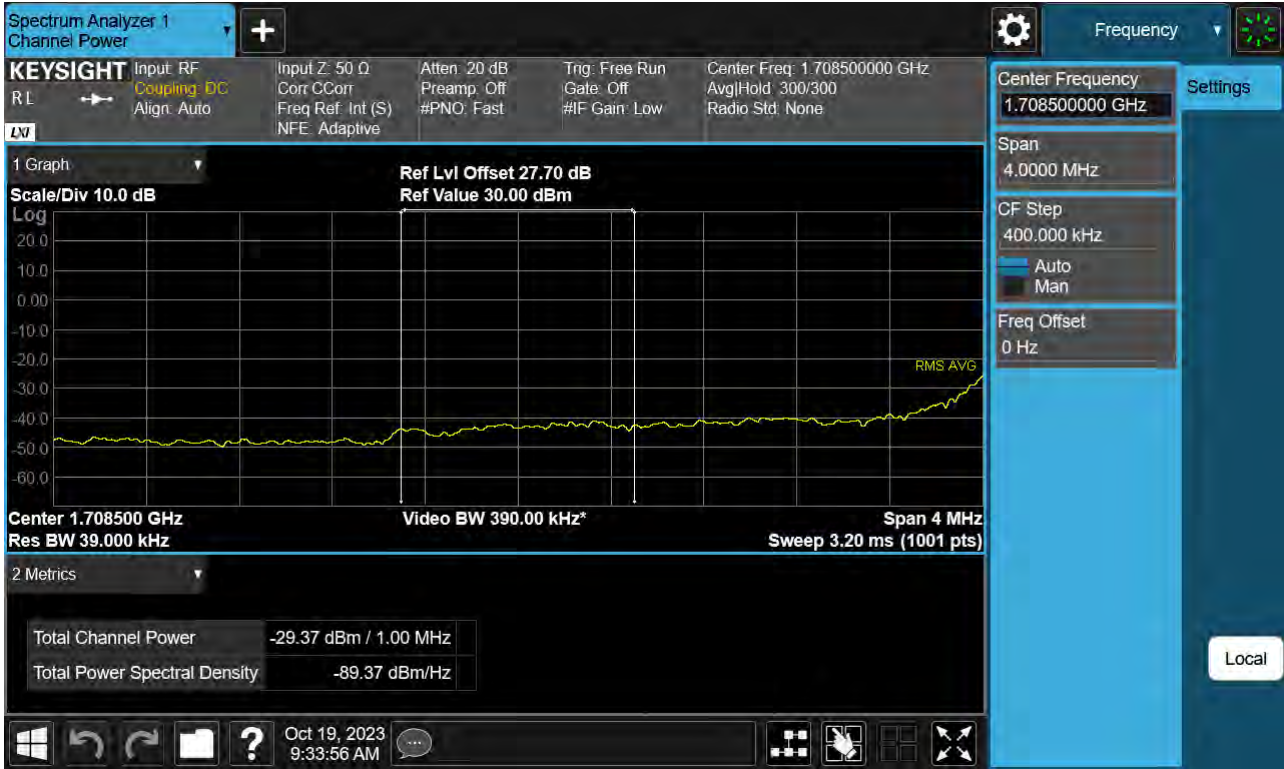 Spectrum Analyzer 1
Channel Power
+
Frequency
KEYSIGHT
R L
LXI
Input: RF
Coupling: DC
Align: Auto
Input Z: 50 Ω
Corr CCorr
Freq Ref: Int (S)
NFE: Adaptive
Atten: 20 dB
Preamp: Off
#PNO: Fast
Trig: Free Run
Gate: Off
#IF Gain: Low
Center Freq: 1.708500000 GHz
Avg|Hold: 300/300
Radio Std: None
Center Frequency
1.708500000 GHz
Settings
Span
4.0000 MHz
CF Step
400.000 kHz
Auto
Man
Freq Offset
0 Hz
1 Graph
Scale/Div 10.0 dB
Ref Lvl Offset 27.70 dB
Ref Value 30.00 dBm
Log
20.0
10.0
0.00
-10.0
-20.0
-30.0
-40.0
-50.0
-60.0
RMS AVG
Center 1.708500 GHz
Res BW 39.000 kHz
Video BW 390.00 kHz*
Span 4 MHz
Sweep 3.20 ms (1001 pts)
2 Metrics
Total Channel Power -29.37 dBm / 1.00 MHz
Total Power Spectral Density -89.37 dBm/Hz
Local
?
Oct 19, 2023
9:33:56 AM